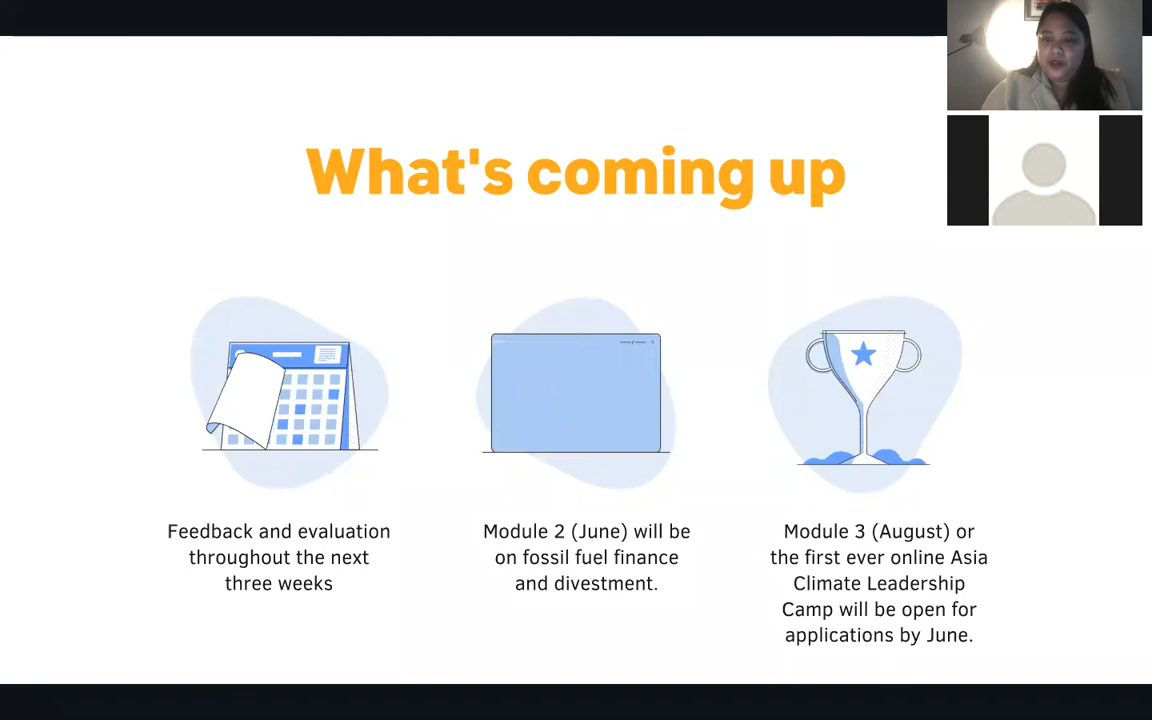 What's coming up
Feedback and evaluation
throughout the next
three weeks
Module 2 (June) will be
on fossil fuel finance
and divestment.
Module 3 (August) or
the first ever online Asia
Climate Leadership
Camp will be open for
applications by June.